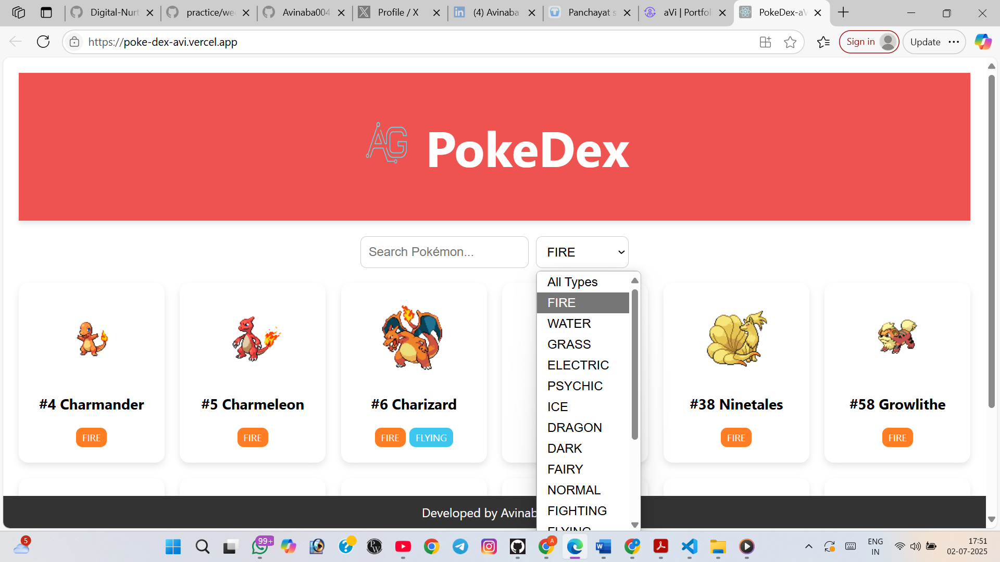 Digital-Nurt
practice/we
Avinaba004
Profile / X
(4) Avinaba
Panchayat s
aVi | Portfol
PokeDex-aV
https://poke-dex-avi.vercel.app
Sign in
Update
AG
PokeDex
Search Pokémon...
FIRE
All Types
FIRE
WATER
GRASS
ELECTRIC
PSYCHIC
ICE
DRAGON
DARK
FAIRY
NORMAL
FIGHTING
FLYING
#4 Charmander
FIRE
#5 Charmeleon
FIRE
#6 Charizard
FIRE FLYING
#38 Ninetales
FIRE
#58 Growlithe
FIRE
Developed by Avinab
5
99+
A
a
ENG
IN
17:51
02-07-2025